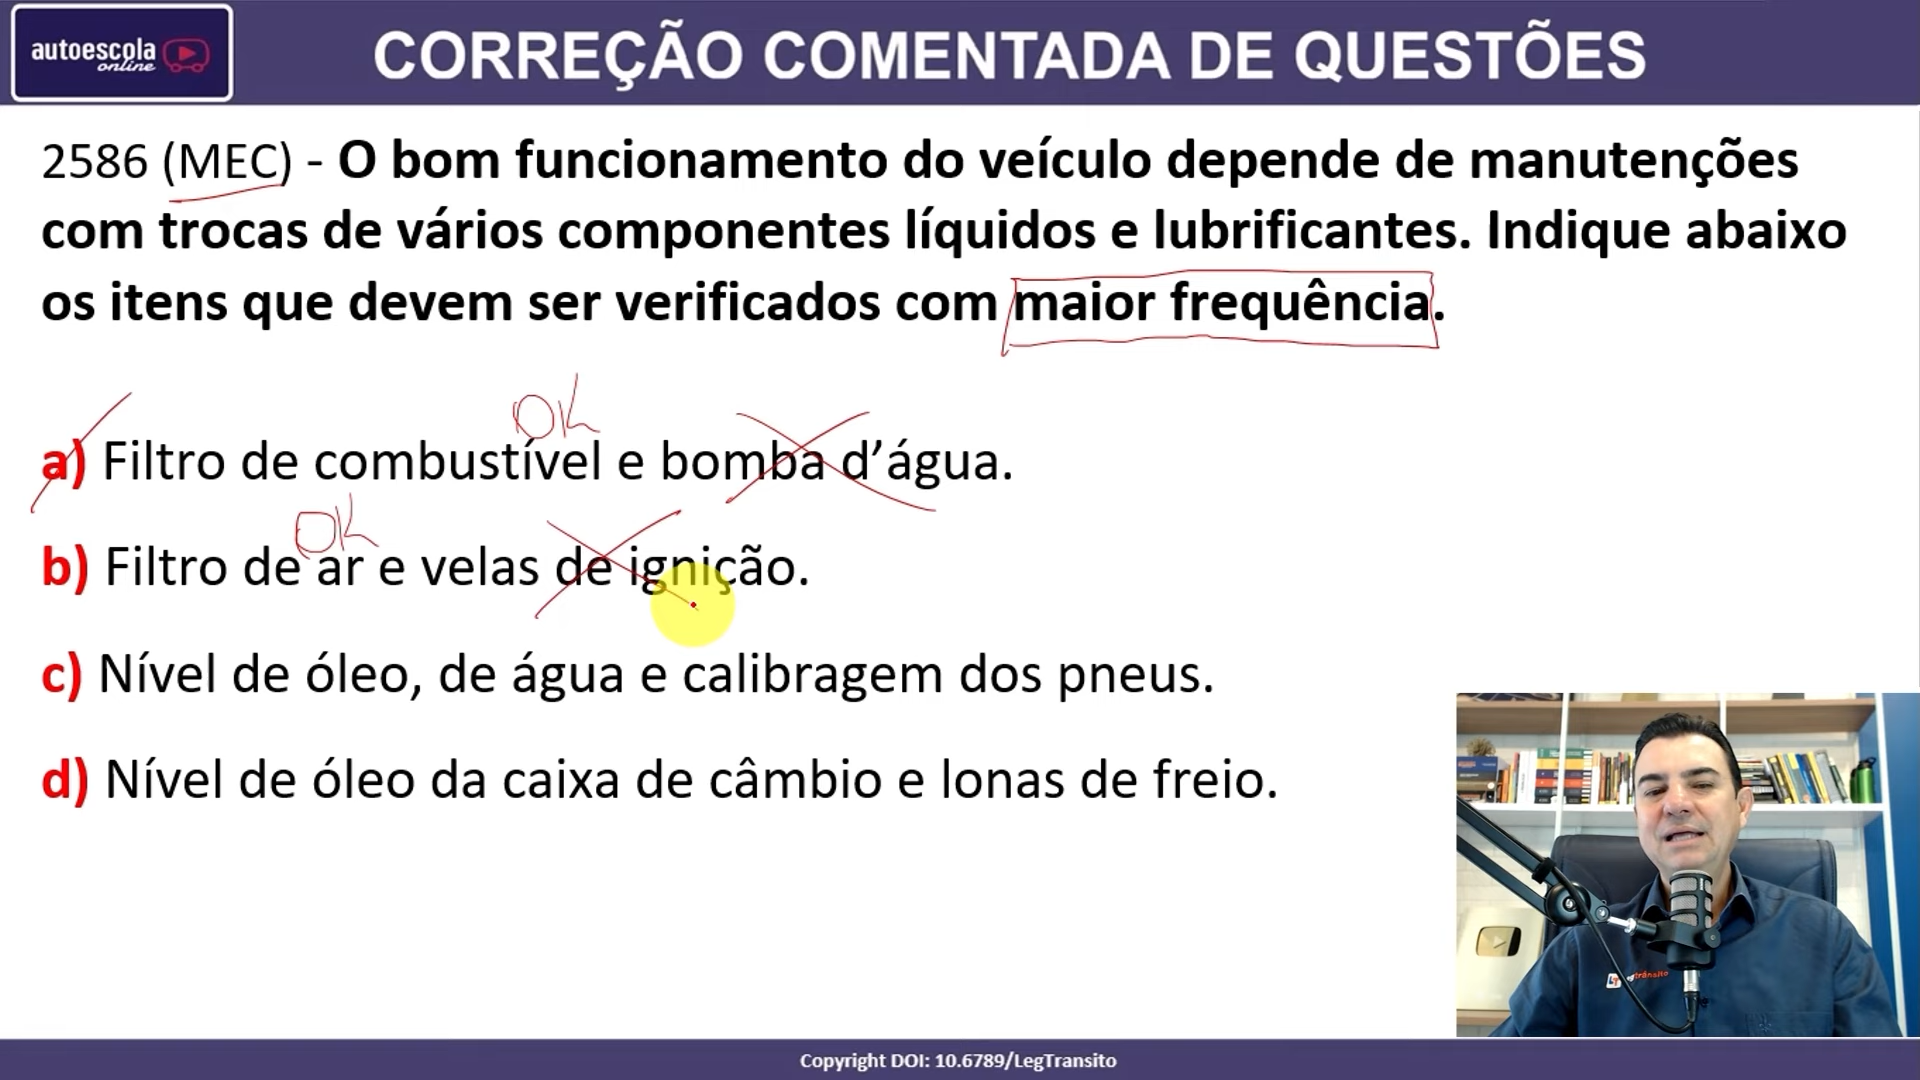 autoescola
online
CORREÇÃO COMENTADA DE QUESTÕES
2586 (MEC) - O bom funcionamento do veículo depende de manutenções
com trocas de vários componentes líquidos e lubrificantes. Indique abaixo
os itens que devem ser verificados com maior frequência.
OK
a) Filtro de combustível e bomba d’água.
OK
b) Filtro de ar e velas de ignição.
c) Nível de óleo, de água e calibragem dos pneus.
d) Nível de óleo da caixa de câmbio e lonas de freio.
Copyright DOI: 10.6789/LegTransito